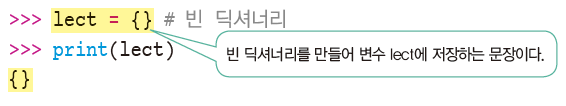 >>> lect = {} # 빈 딕셔너리
>>> print(lect)
빈 딕셔너리를 만들어 변수 lect에 저장하는 문장이다.
{}